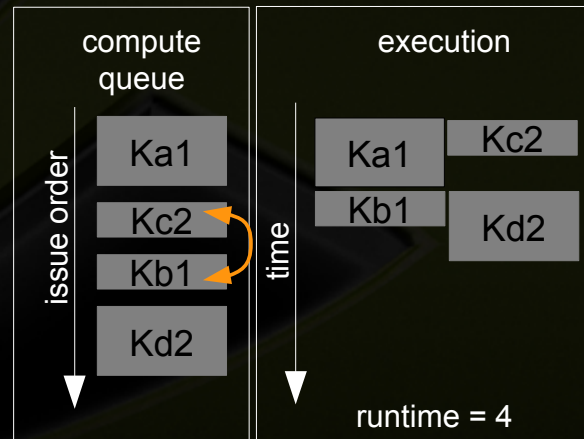 compute
queue
issue order
Ka1
Kc2
Kb1
Kd2
execution
time
Ka1
Kc2
Kb1
Kd2
runtime = 4